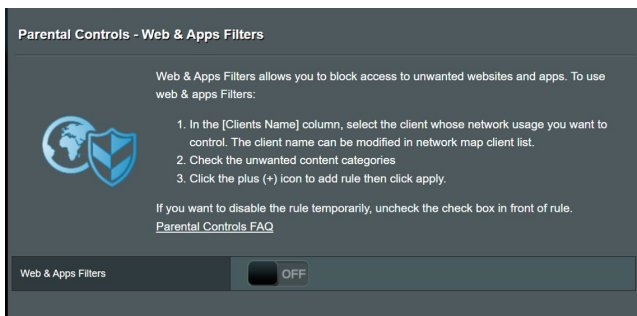 Parental Controls - Web & Apps Filters
Web & Apps Filters allows you to block access to unwanted websites and apps. To use
web & apps Filters:
1. In the [Clients Name] column, select the client whose network usage you want to
control. The client name can be modified in network map client list.
2. Check the unwanted content categories
3. Click the plus (+) icon to add rule then click apply.
If you want to disable the rule temporarily, uncheck the check box in front of rule.
Parental Controls FAQ
Web & Apps Filters
OFF